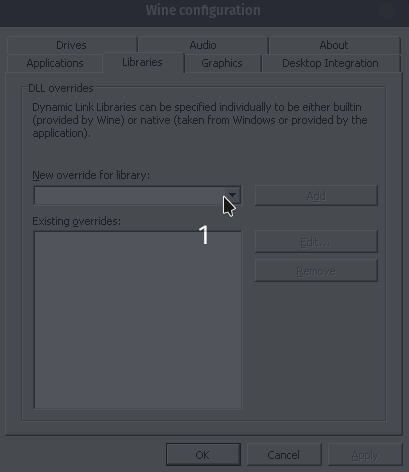 Wine configuration
Drives Audio About
Applications Libraries Graphics Desktop Integration
DLL overrides
Dynamic Link Libraries can be specified individually to be either builtin
(provided by Wine) or native (taken from Windows or provided by the
application).
New override for library:
Add
Existing overrides:
1
Edit...
Remove
OK Cancel Apply